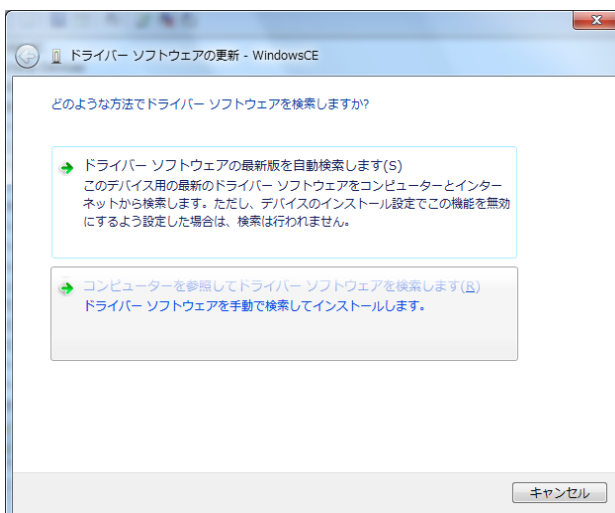 ドライバー ソフトウェアの更新 - WindowsCE
どのような方法でドライバー ソフトウェアを検索しますか?
ドライバー ソフトウェアの最新版を自動検索します(S)
このデバイス用の最新のドライバー ソフトウェアをコンピューターとインター
ネットから検索します。ただし、デバイスのインストール設定でこの機能を無効
にするよう設定した場合は、検索は行われません。
コンピューターを参照してドライバー ソフトウェアを検索します(R)
ドライバー ソフトウェアを手動で検索してインストールします。
キャンセル